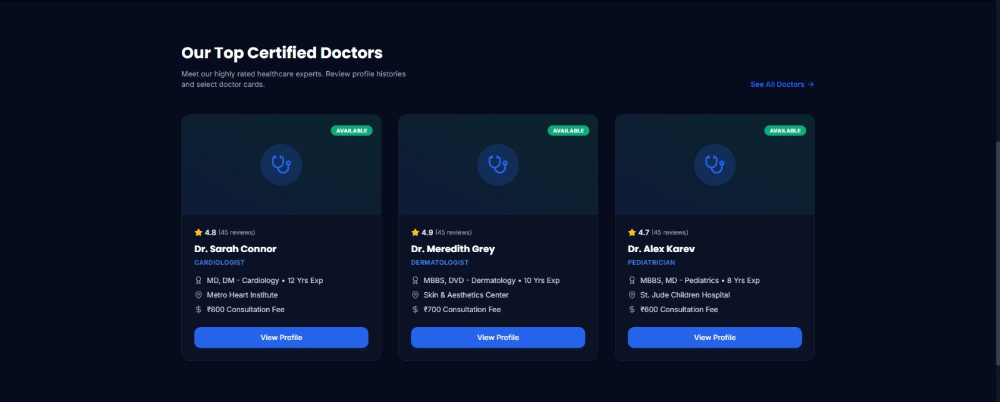 Our Top Certified Doctors
Meet our highly rated healthcare experts. Review profile histories
and select doctor cards.
See All Doctors →
AVAILABLE
4.8 (45 reviews)
Dr. Sarah Connor
CARDIOLOGIST
MD, DM - Cardiology • 12 Yrs Exp
Metro Heart Institute
$ ₹800 Consultation Fee
View Profile
AVAILABLE
4.9 (45 reviews)
Dr. Meredith Grey
DERMATOLOGIST
MBBS, DVD - Dermatology • 10 Yrs Exp
Skin & Aesthetics Center
$ ₹700 Consultation Fee
View Profile
AVAILABLE
4.7 (45 reviews)
Dr. Alex Karev
PEDIATRICIAN
MBBS, MD - Pediatrics • 8 Yrs Exp
St. Jude Children Hospital
$ ₹600 Consultation Fee
View Profile